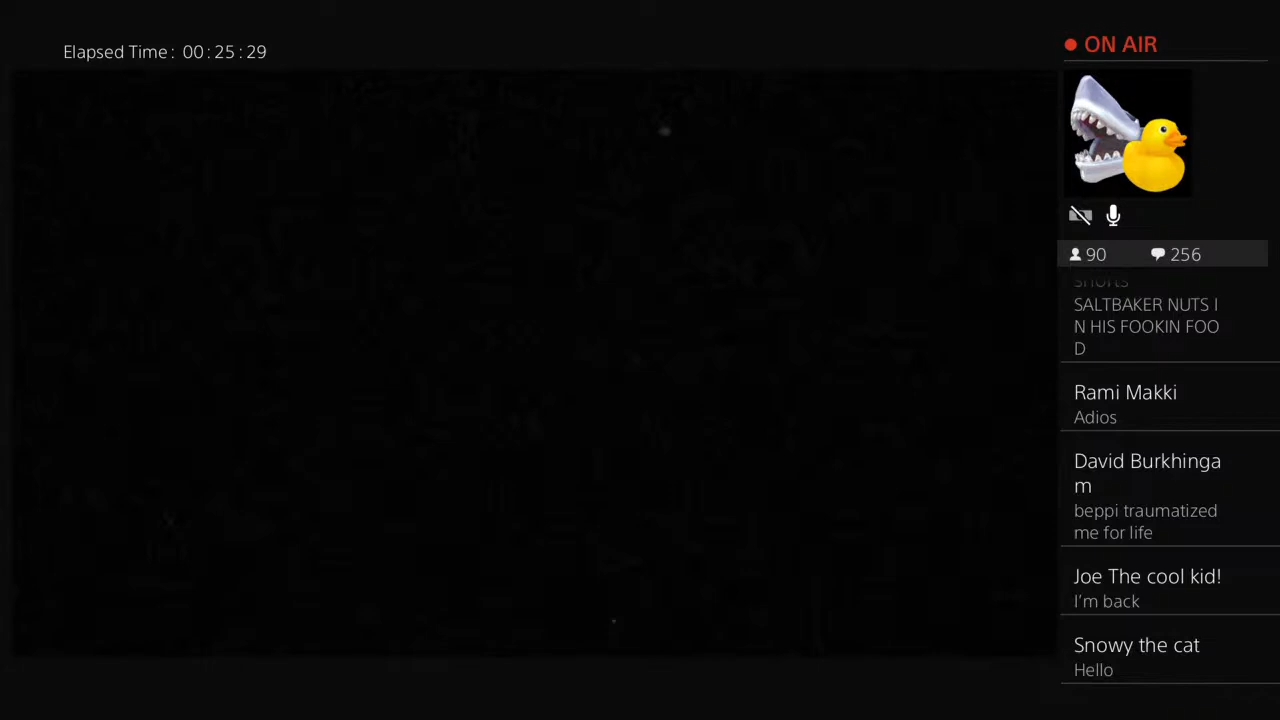 Elapsed Time: 00:25:29
ON AIR
90 256
shorts
SALTBAKER NUTS I
N HIS FOOKIN FOO
D
Rami Makki
Adios
David Burkhinga
m
beppi traumatized
me for life
Joe The cool kid!
I'm back
Snowy the cat
Hello